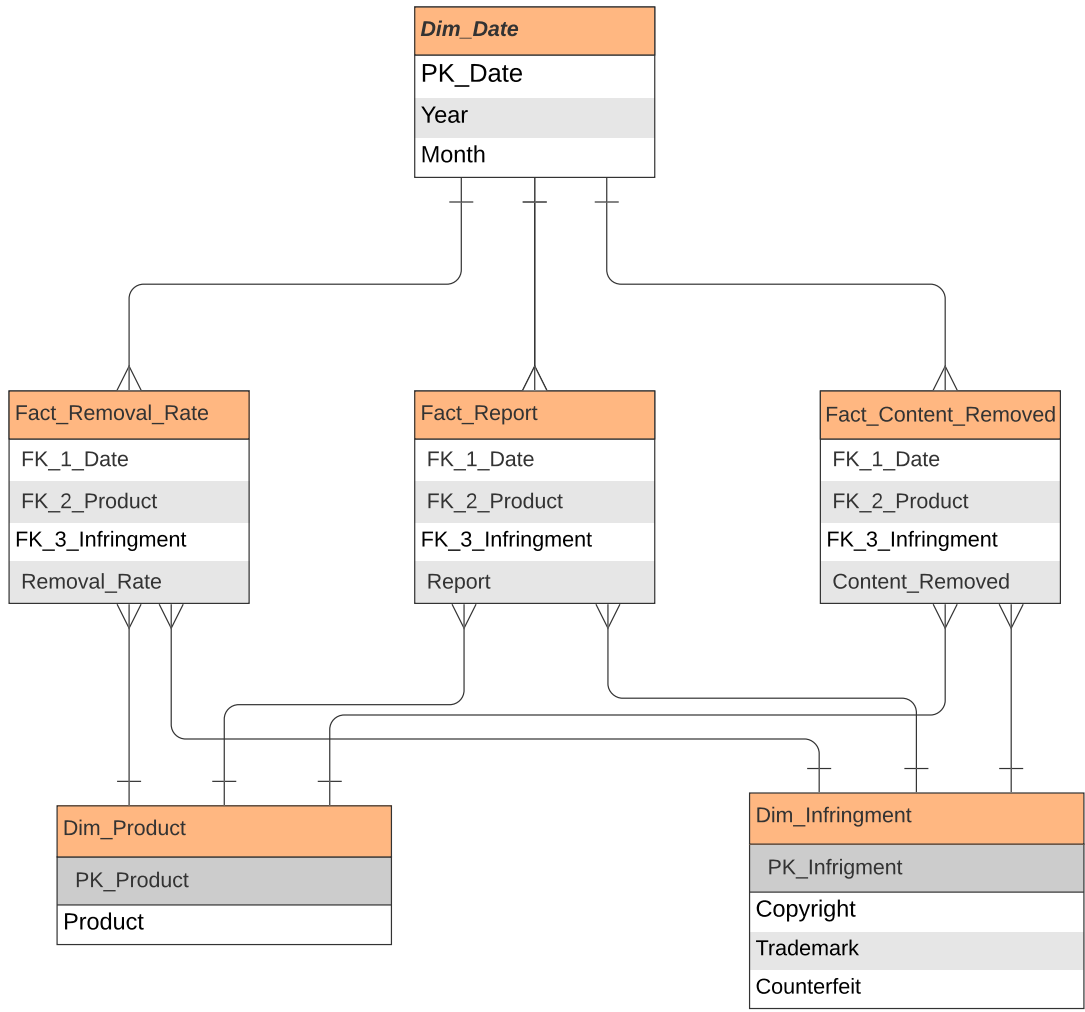 Dim_Date
PK_Date
Year
Month
Fact_Removal_Rate
FK_1_Date
FK_2_Product
FK_3_Infringment
Removal_Rate
Fact_Report
FK_1_Date
FK_2_Product
FK_3_Infringment
Report
Fact_Content_Removed
FK_1_Date
FK_2_Product
FK_3_Infringment
Content_Removed
Dim_Product
PK_Product
Product
Dim_Infringment
PK_Infrigment
Copyright
Trademark
Counterfeit